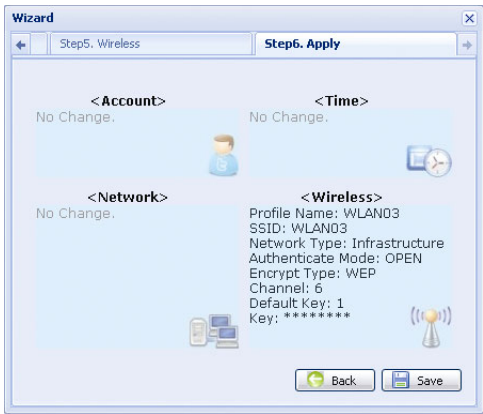 Wizard
Step5. Wireless
Step6. Apply
<Account>
No Change.
<Time>
No Change.
<Network>
No Change.
<Wireless>
Profile Name: WLAN03
SSID: WLAN03
Network Type: Infrastructure
Authenticate Mode: OPEN
Encrypt Type: WEP
Channel: 6
Default Key: 1
Key: ********
Back
Save